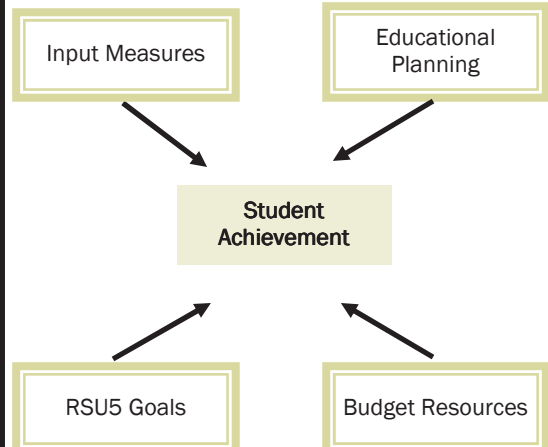 Input Measures
Educational
Planning
Student
Achievement
RSU5 Goals
Budget Resources